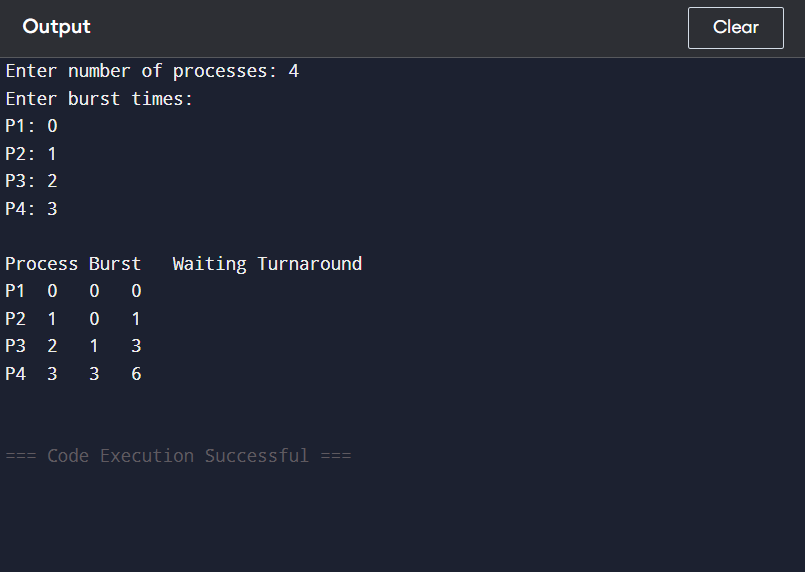 Output
Clear
Enter number of processes: 4
Enter burst times:
P1: 0
P2: 1
P3: 2
P4: 3
Process Burst   Waiting Turnaround
P1  0   0   0
P2  1   0   1
P3  2   1   3
P4  3   3   6
=== Code Execution Successful ===